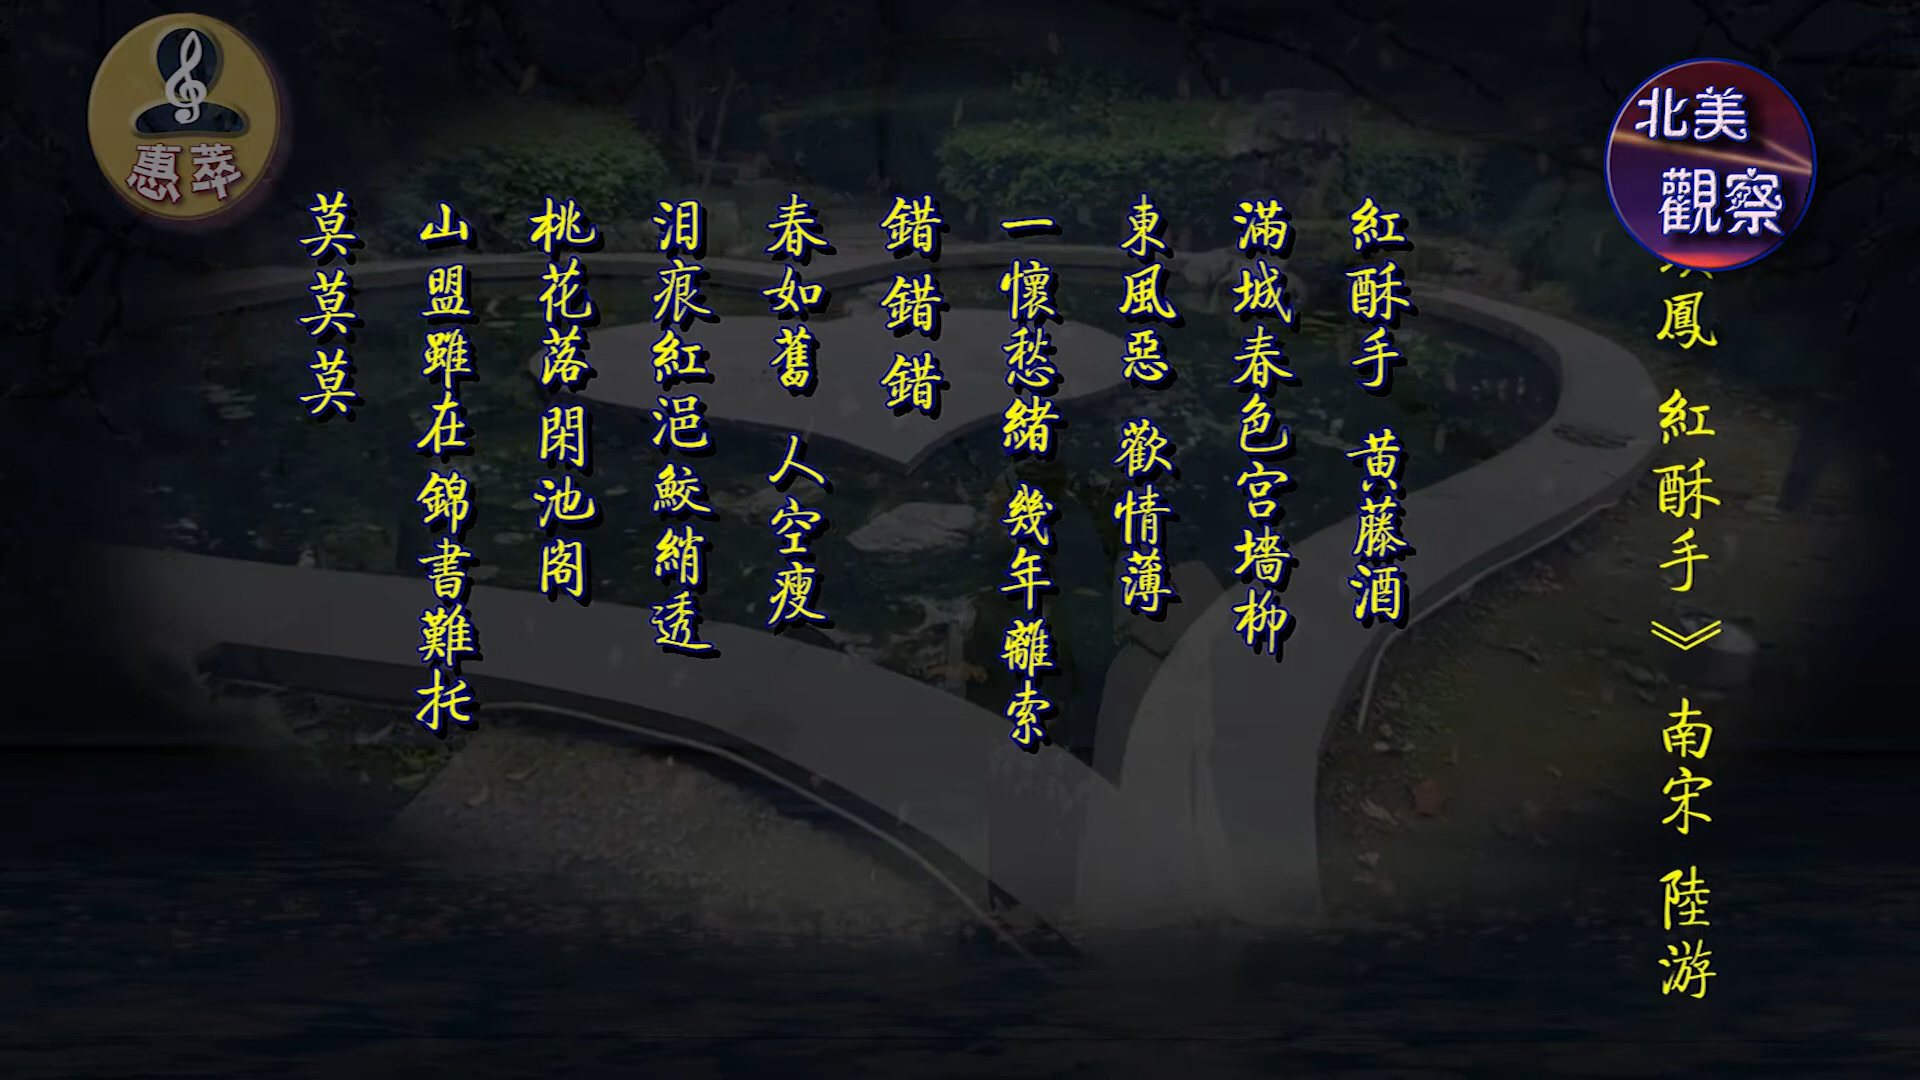 惠萃
北美
觀察
鳳 紅酥手》 南宋 陸游
紅酥手 黃藤酒
滿城春色宮墻柳
東風惡 歡情薄
一懷愁緒 幾年離索
錯錯錯
春如舊 人空瘦
泪痕紅浥鮫綃透
桃花落 閑池阁
山盟雖在 錦書難托
莫莫莫